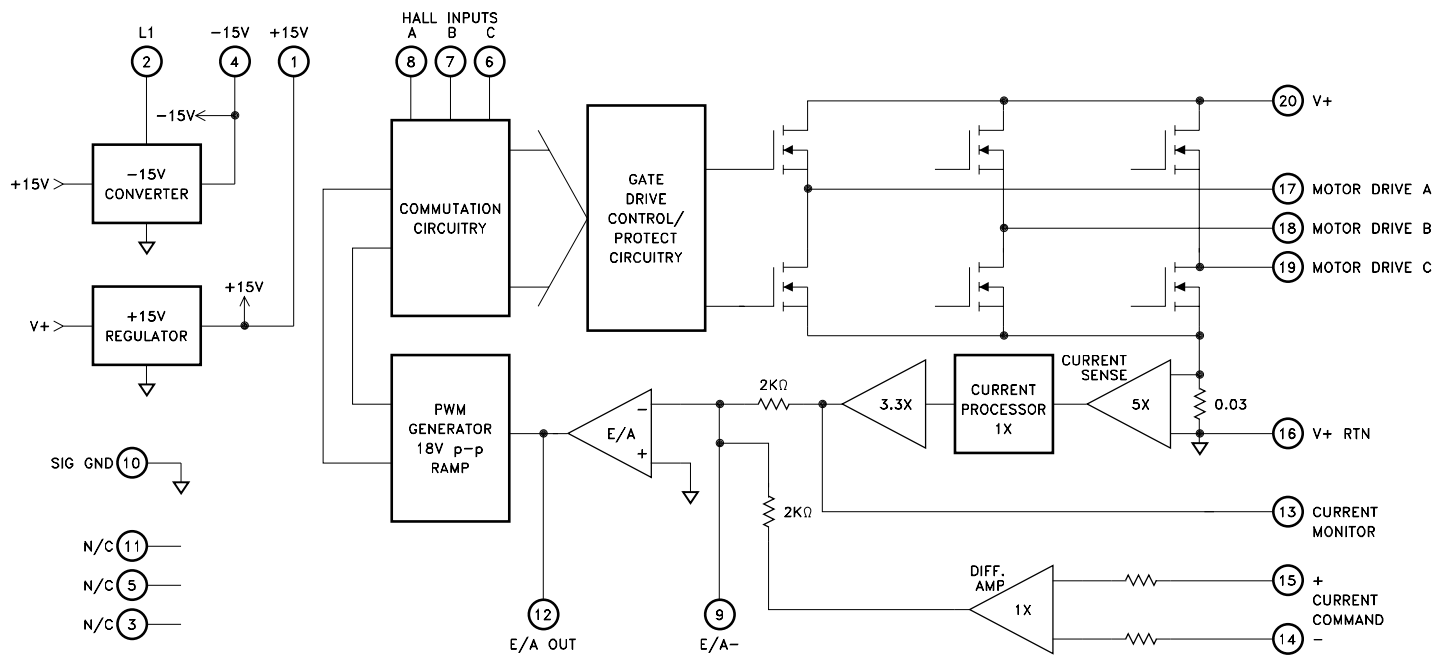 L1
2
-15V
4
+15V
1
-15V
+15V
-15V
CONVERTER
+15V
V+
+15V
REGULATOR
SIG GND 10
N/C 11
N/C 5
N/C 3
HALL INPUTS
A B C
8 7 6
COMMUTATION
CIRCUITRY
GATE
DRIVE
CONTROL/
PROTECT
CIRCUITRY
20 V+
17 MOTOR DRIVE A
18 MOTOR DRIVE B
19 MOTOR DRIVE C
PWM
GENERATOR
18V p-p
RAMP
E/A
-
+
2KΩ
3.3X
CURRENT
PROCESSOR
1X
CURRENT
SENSE
5X
0.03
16 V+ RTN
2KΩ
13 CURRENT
MONITOR
DIFF.
AMP
1X
15 +
CURRENT
COMMAND
14 -
12
E/A OUT
9
E/A-